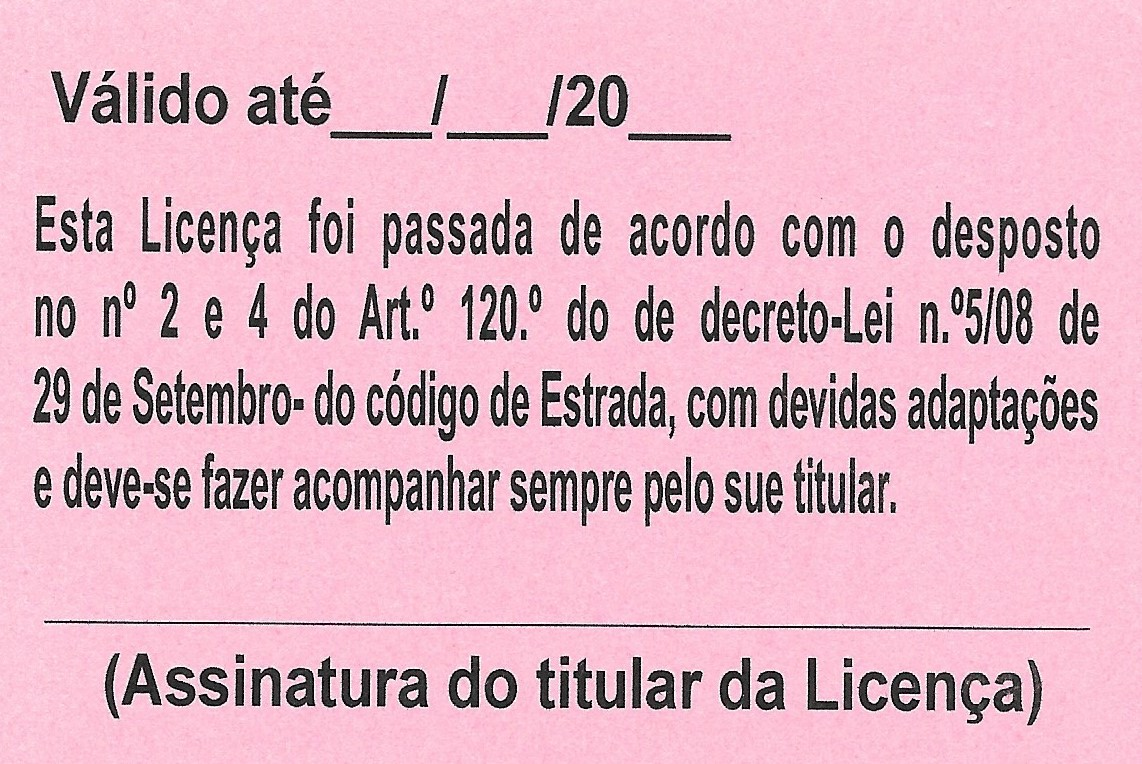 Válido até___/___/20___
Esta Licença foi passada de acordo com o desposto
no nº 2 e 4 do Art.º 120.º do de decreto-Lei n.º5/08 de
29 de Setembro- do código de Estrada, com devidas adaptações
e deve-se fazer acompanhar sempre pelo sue titular.
(Assinatura do titular da Licença)